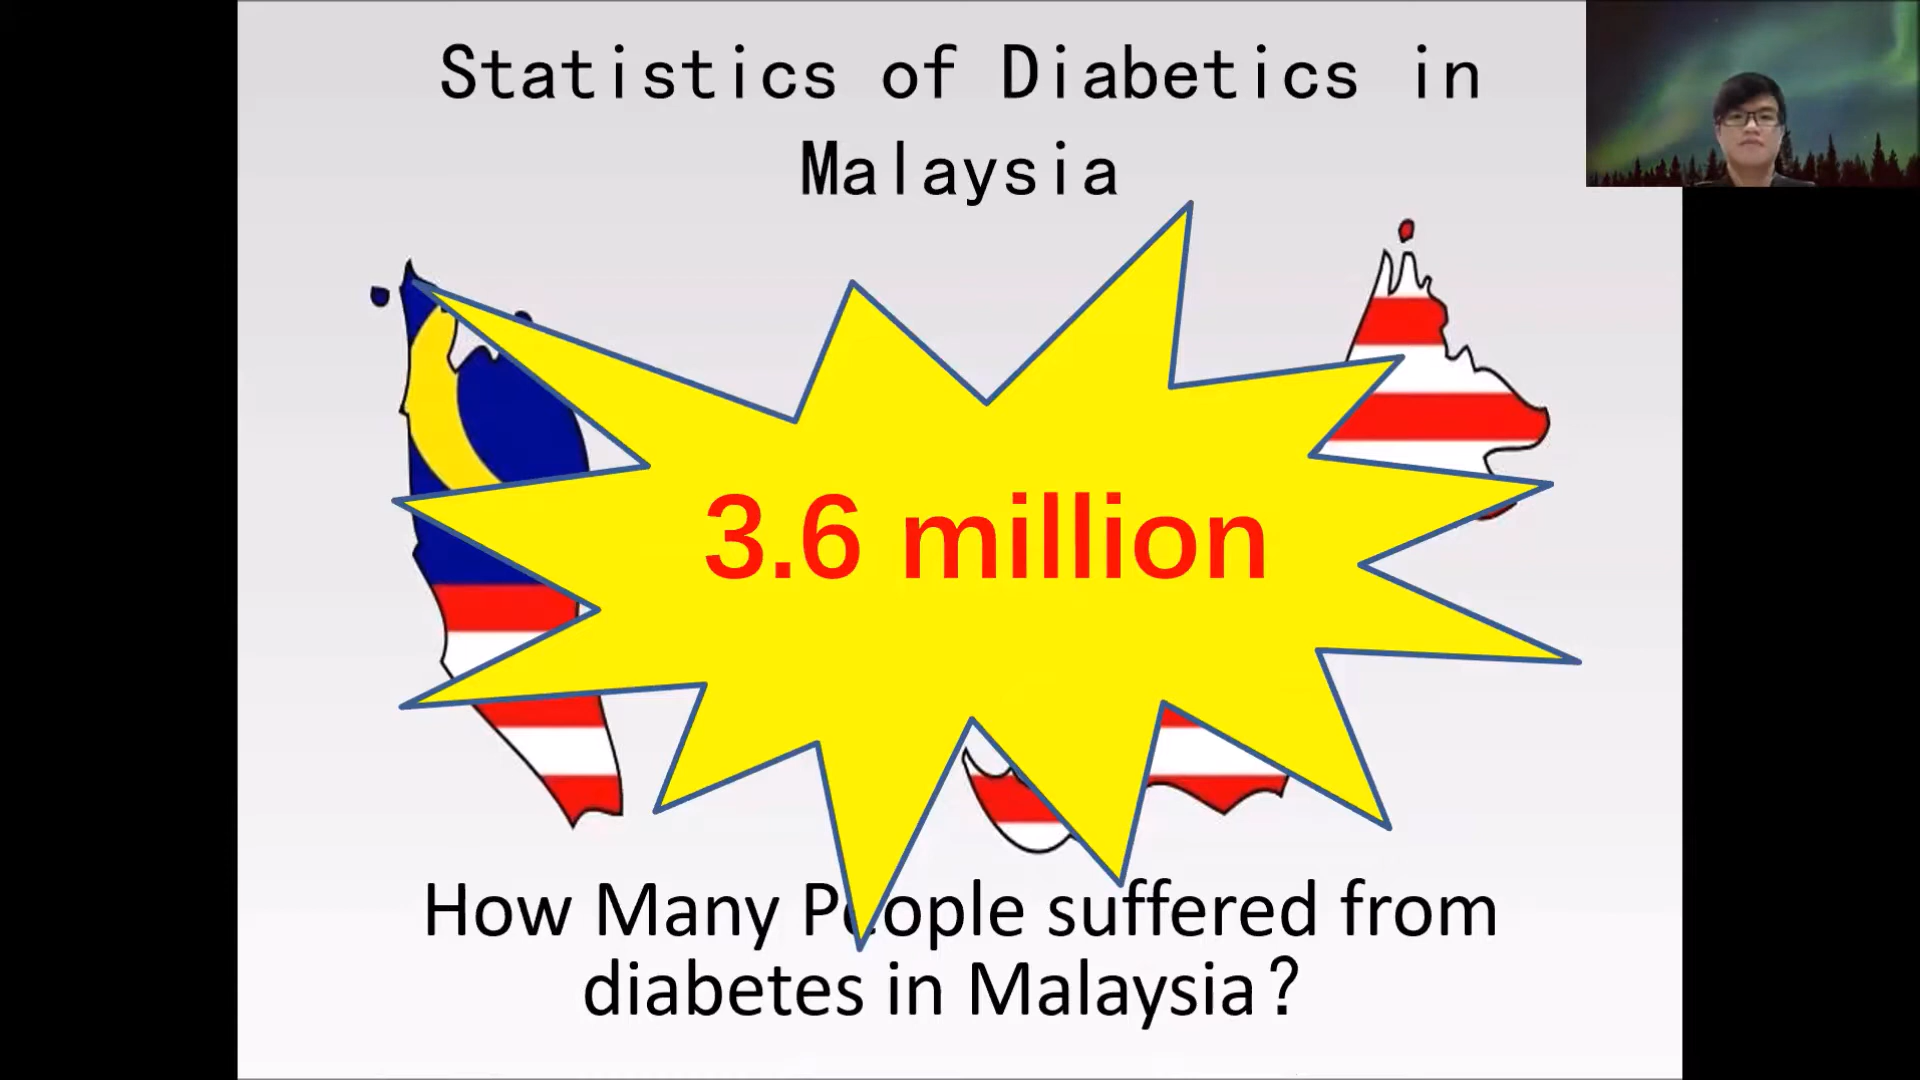 Statistics of Diabetics in
Malaysia
3.6 million
How Many People suffered from
diabetes in Malaysia?